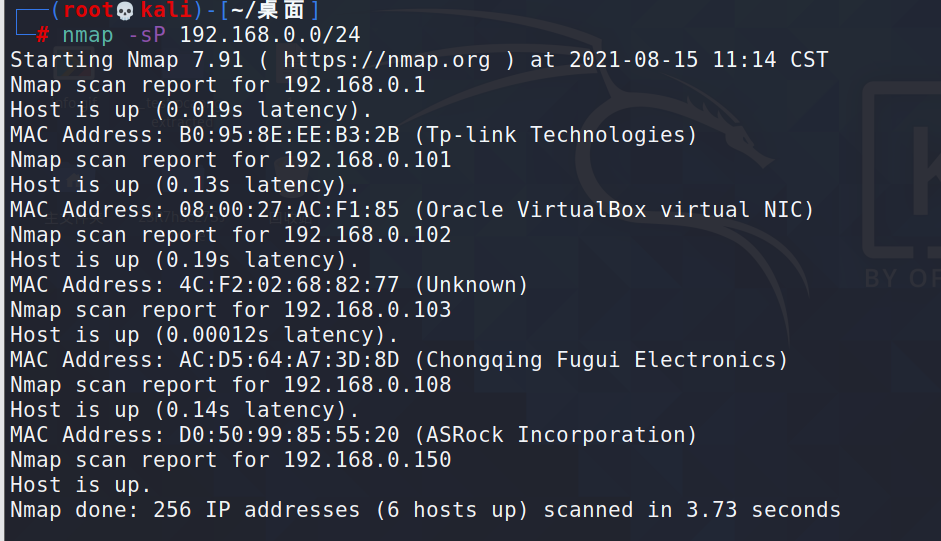 ┌──(root💀kali)-[~/桌面]
└─# nmap -sP 192.168.0.0/24
Starting Nmap 7.91 ( https://nmap.org ) at 2021-08-15 11:14 CST
Nmap scan report for 192.168.0.1
Host is up (0.019s latency).
MAC Address: B0:95:8E:EE:B3:2B (Tp-link Technologies)
Nmap scan report for 192.168.0.101
Host is up (0.13s latency).
MAC Address: 08:00:27:AC:F1:85 (Oracle VirtualBox virtual NIC)
Nmap scan report for 192.168.0.102
Host is up (0.19s latency).
MAC Address: 4C:F2:02:68:82:77 (Unknown)
Nmap scan report for 192.168.0.103
Host is up (0.00012s latency).
MAC Address: AC:D5:64:A7:3D:8D (Chongqing Fugui Electronics)
Nmap scan report for 192.168.0.108
Host is up (0.14s latency).
MAC Address: D0:50:99:85:55:20 (ASRock Incorporation)
Nmap scan report for 192.168.0.150
Host is up.
Nmap done: 256 IP addresses (6 hosts up) scanned in 3.73 seconds
BY OF